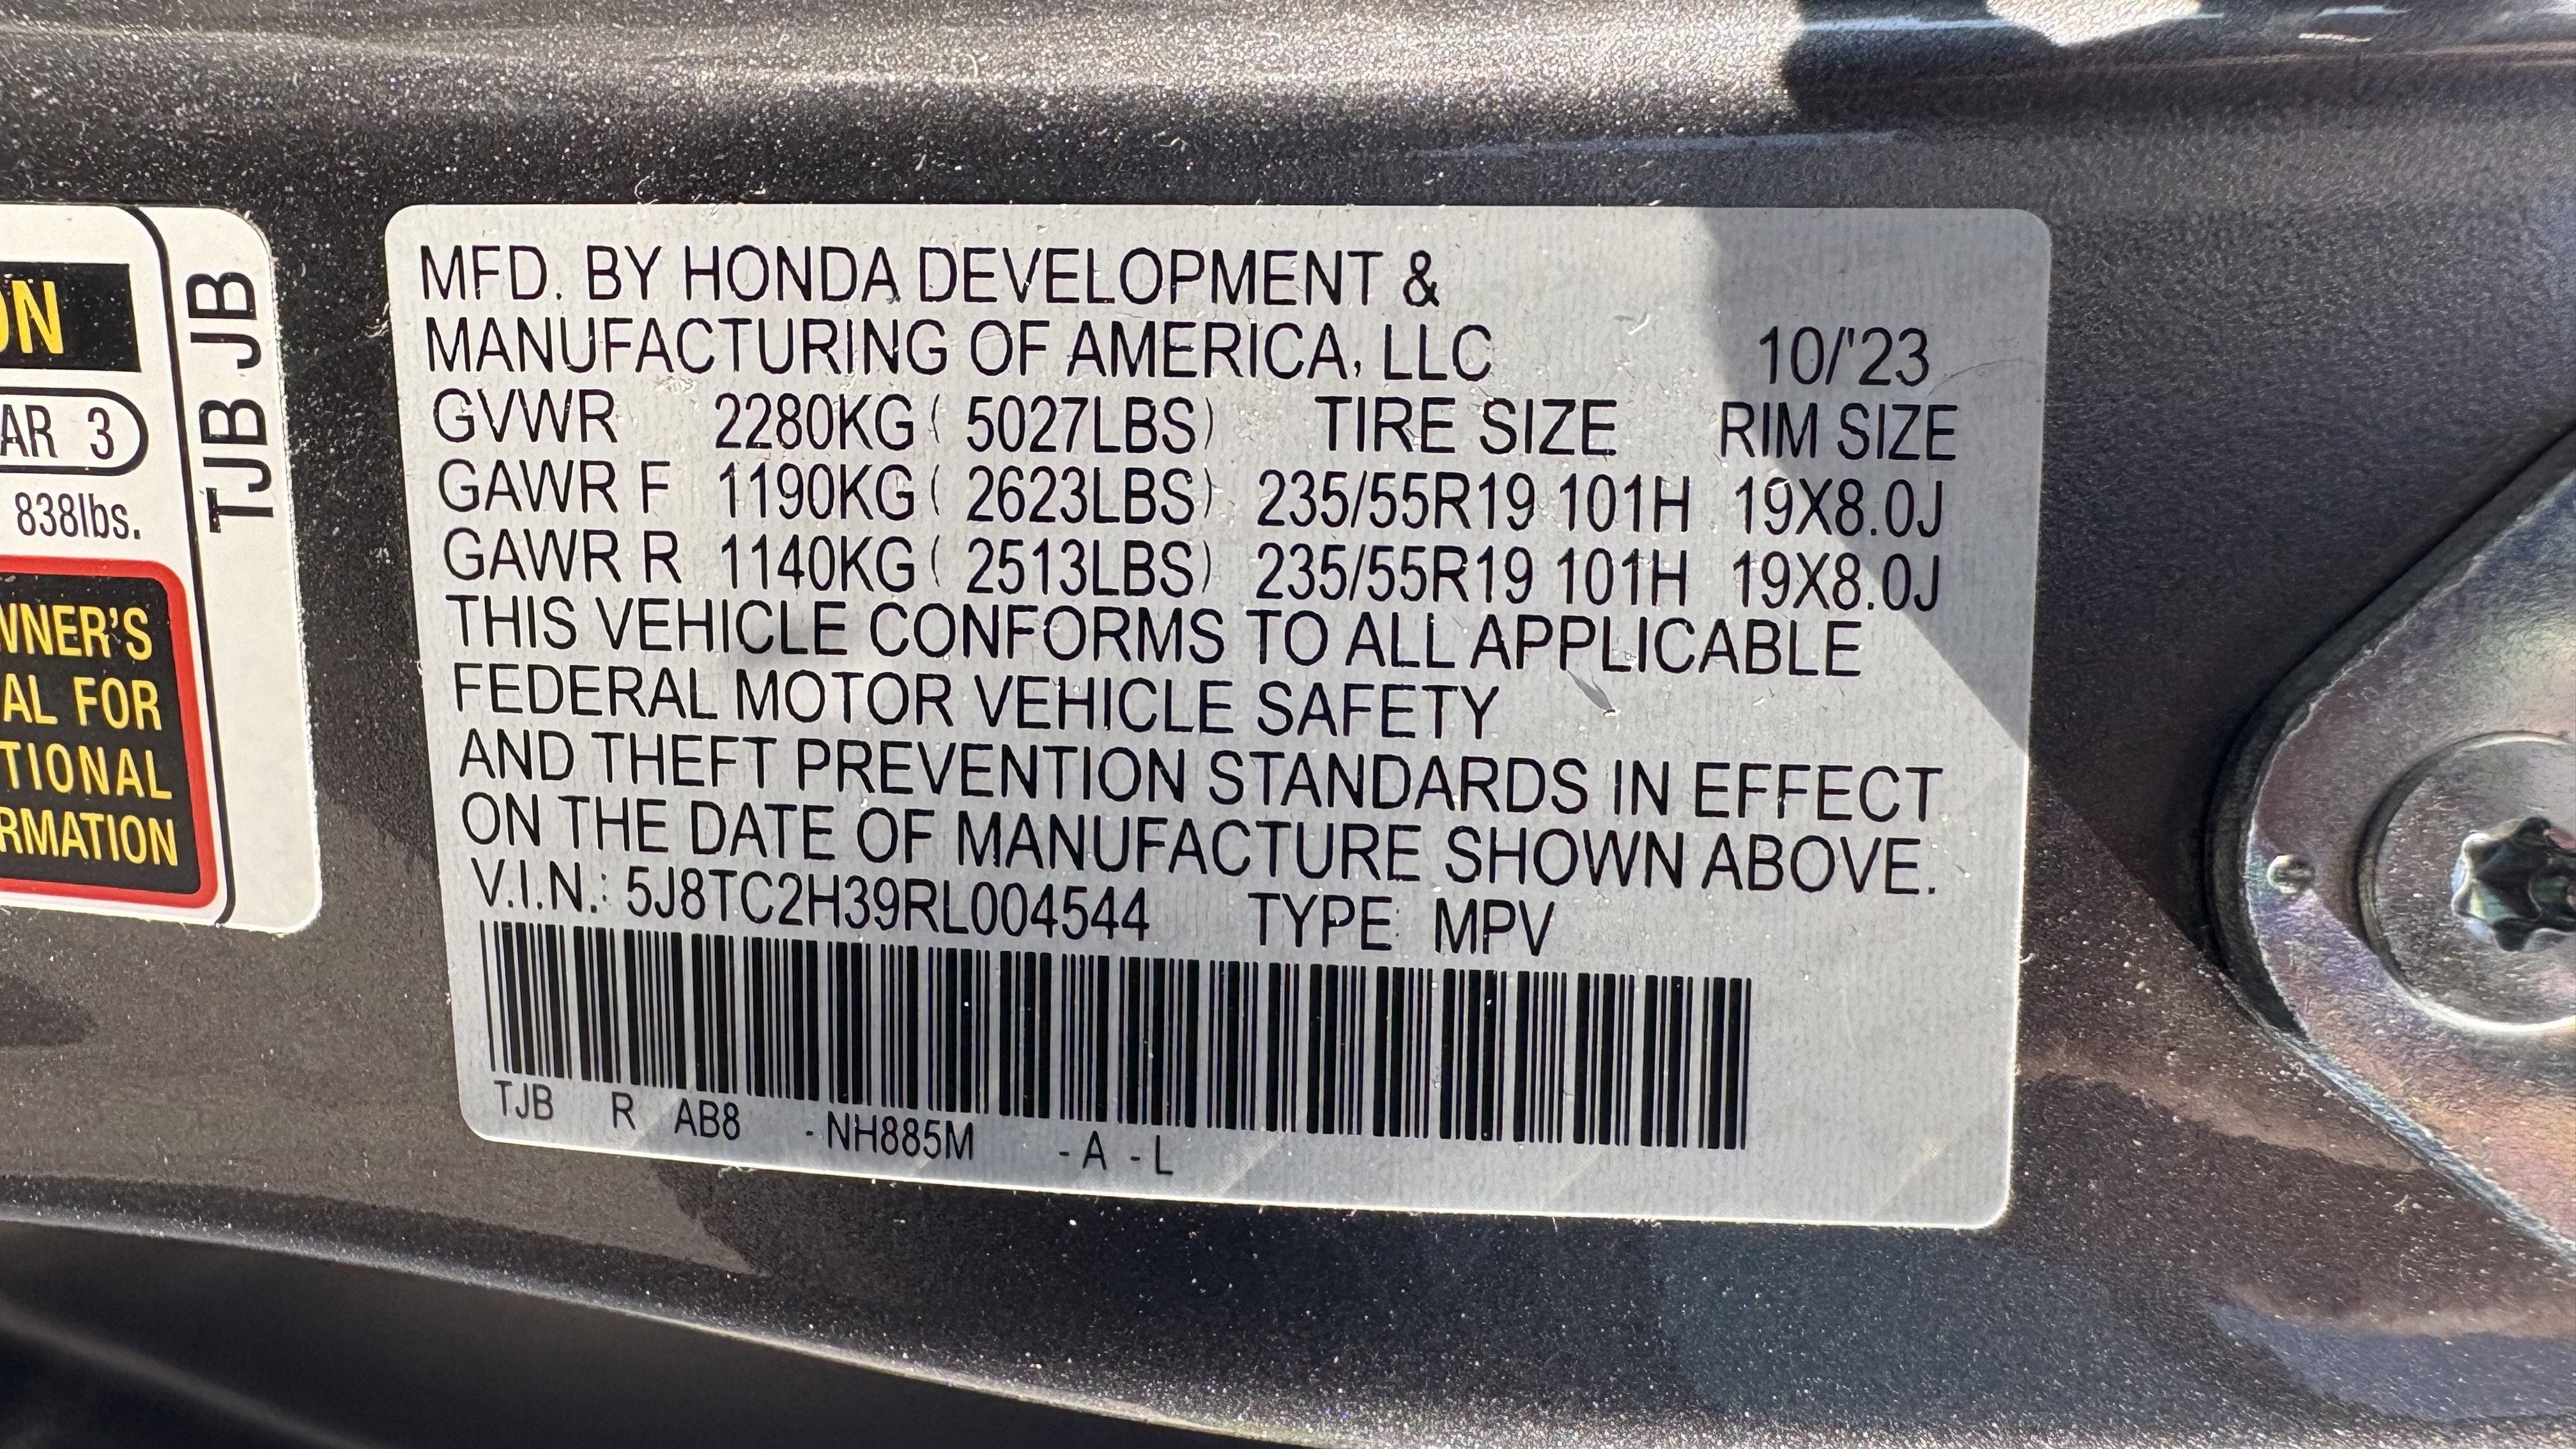 ON
AR 3
838lbs.
WNER'S
AL FOR
TIONAL
RMATION
TJB JB
MFD. BY HONDA DEVELOPMENT &
MANUFACTURING OF AMERICA, LLC 10/'23
GVWR 2280KG ( 5027LBS) TIRE SIZE RIM SIZE
GAWR F 1190KG ( 2623LBS) 235/55R19 101H 19X8.0J
GAWR R 1140KG ( 2513LBS) 235/55R19 101H 19X8.0J
THIS VEHICLE CONFORMS TO ALL APPLICABLE
FEDERAL MOTOR VEHICLE SAFETY
AND THEFT PREVENTION STANDARDS IN EFFECT
ON THE DATE OF MANUFACTURE SHOWN ABOVE.
V.I.N.: 5J8TC2H39RL004544 TYPE: MPV
TJB R AB8 - NH885M - A - L